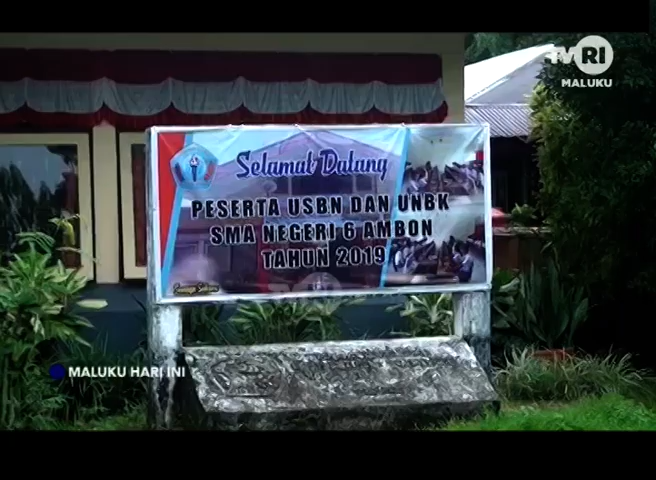 TVRI
MALUKU
Selamat Datang
PESERTA USBN DAN UNBK
SMA NEGERI 6 AMBON
TAHUN 2019
MALUKU HARI INI